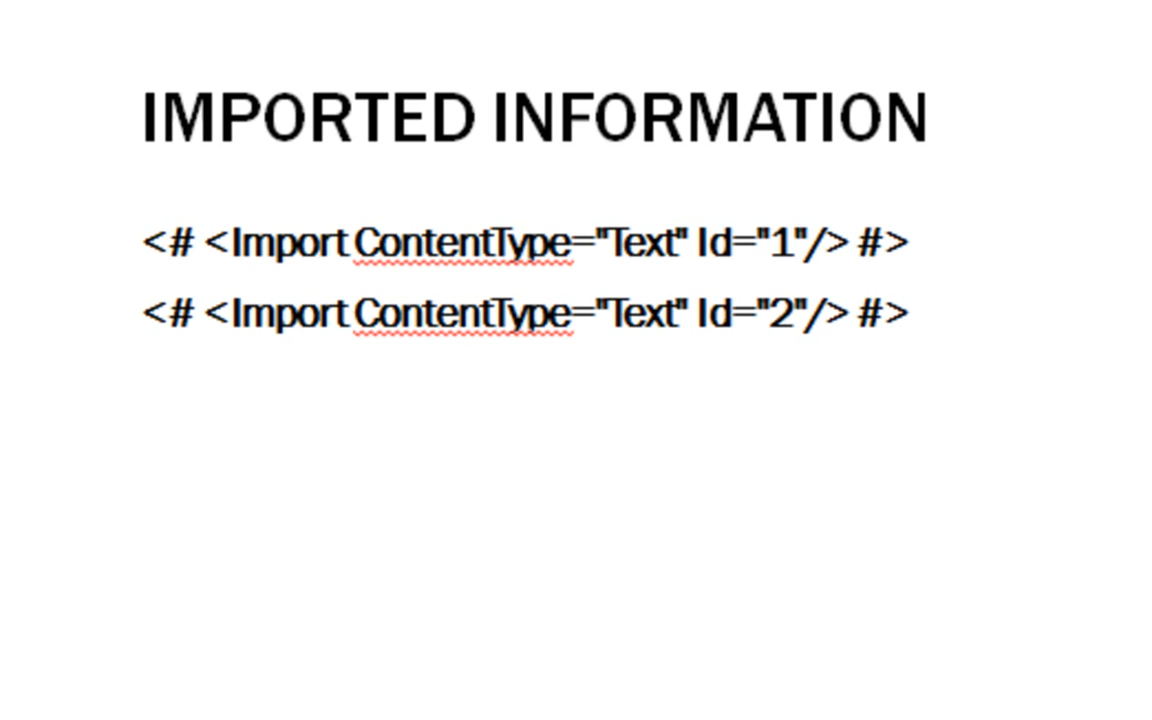 IMPORTED INFORMATION
<# <Import ContentType="Text" Id="1"/> #>
<# <Import ContentType="Text" Id="2"/> #>